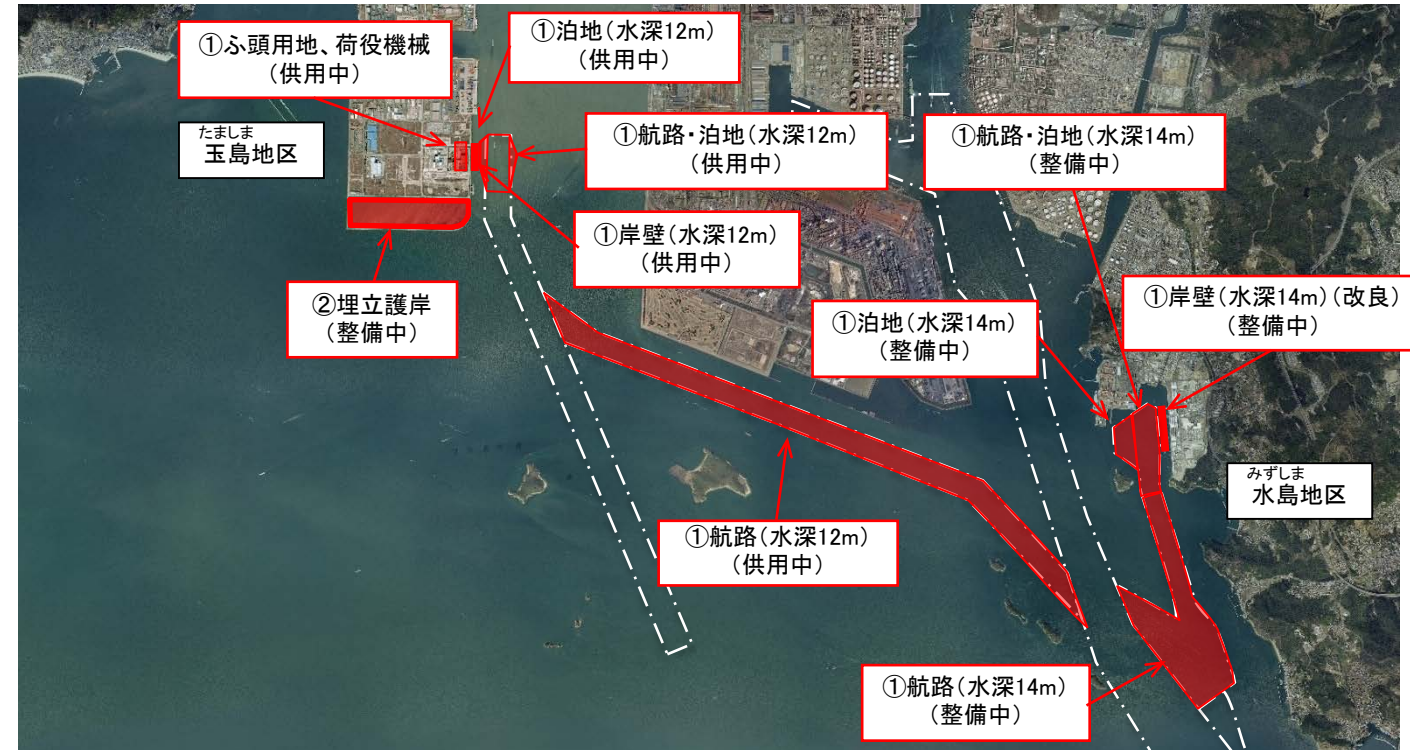 ①ふ頭用地、荷役機械
(供用中)
①泊地(水深12m)
(供用中)
たましま
玉島地区
①航路・泊地(水深12m)
(供用中)
①航路・泊地(水深14m)
(整備中)
①岸壁(水深12m)
(供用中)
②埋立護岸
(整備中)
①泊地(水深14m)
(整備中)
①岸壁(水深14m)(改良)
(整備中)
みずしま
水島地区
①航路(水深12m)
(供用中)
①航路(水深14m)
(整備中)